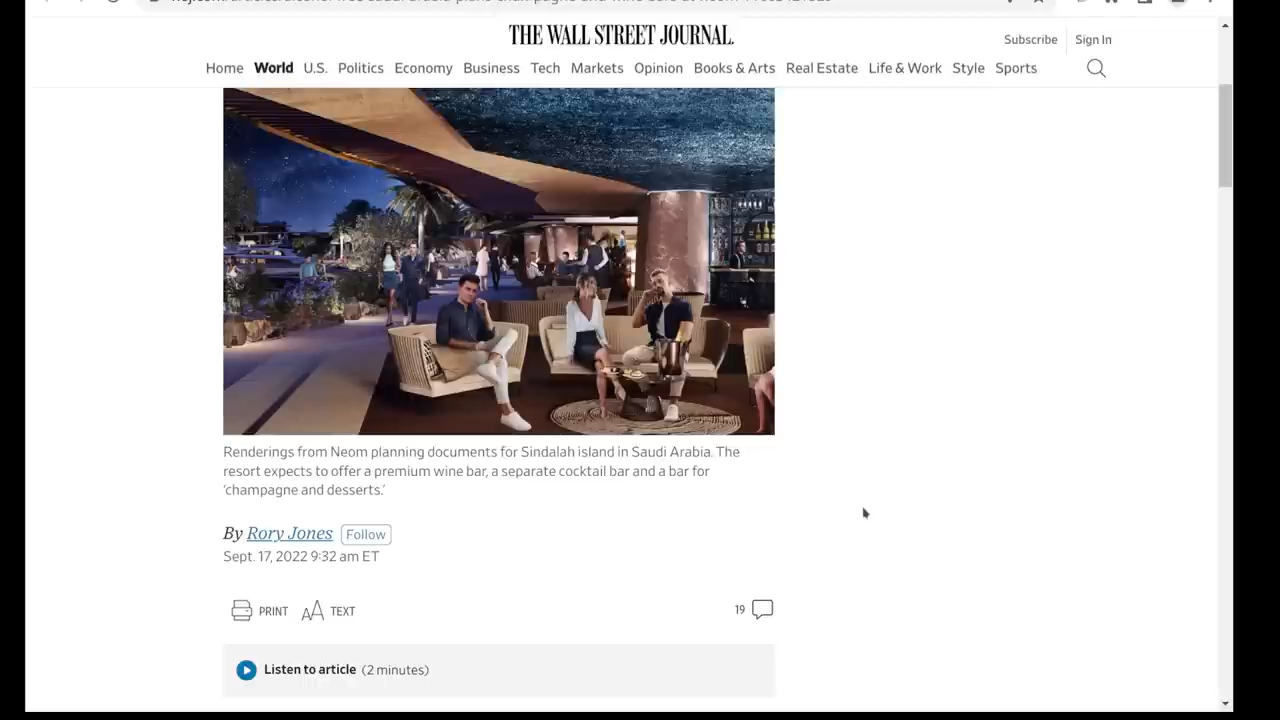 THE WALL STREET JOURNAL.
Subscribe
Sign In
Home World U.S. Politics Economy Business Tech Markets Opinion Books & Arts Real Estate Life & Work Style Sports
Renderings from Neom planning documents for Sindalah island in Saudi Arabia. The
resort expects to offer a premium wine bar, a separate cocktail bar and a bar for
‘champagne and desserts.’
By Rory Jones Follow
Sept. 17, 2022 9:32 am ET
PRINT AA TEXT
19
Listen to article (2 minutes)